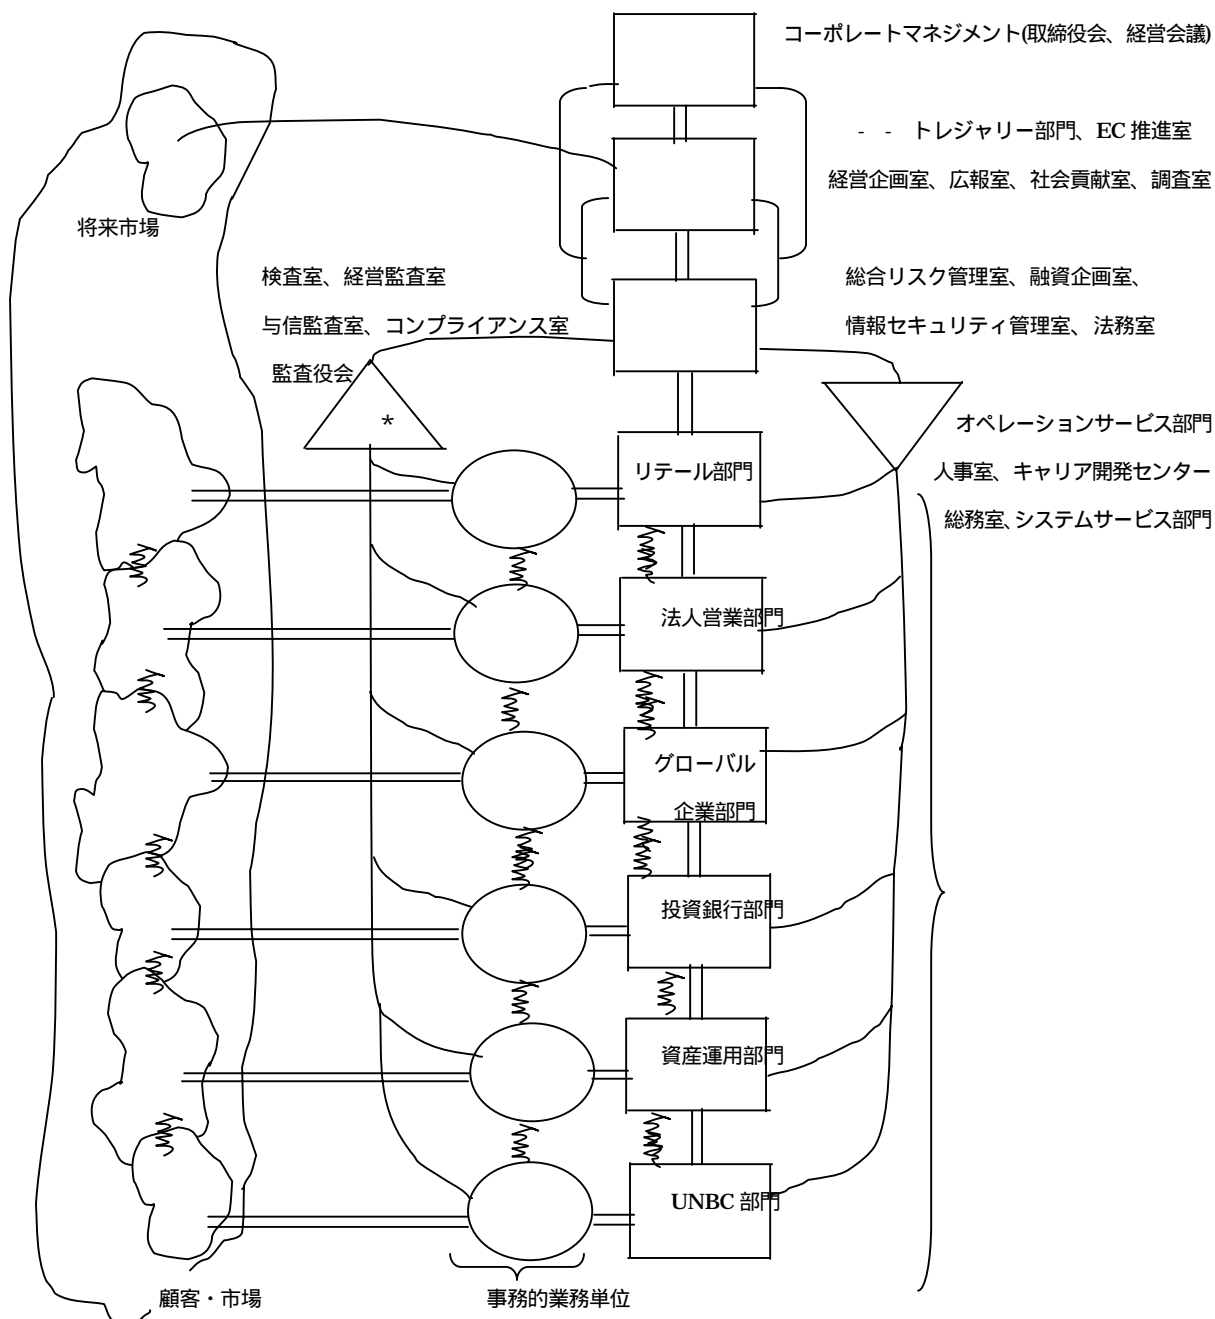 コーポレートマネジメント(取締役会、経営会議)
- - トレジャリー部門、EC 推進室
経営企画室、広報室、社会貢献室、調査室
将来市場
検査室、経営監査室
総合リスク管理室、融資企画室、
与信監査室、コンプライアンス室
情報セキュリティ管理室、法務室
監査役会
*
オペレーションサービス部門
リテール部門
人事室、キャリア開発センター
総務室、システムサービス部門
法人営業部門
グローバル
企業部門
投資銀行部門
資産運用部門
UNBC 部門
顧客・市場
事務的業務単位